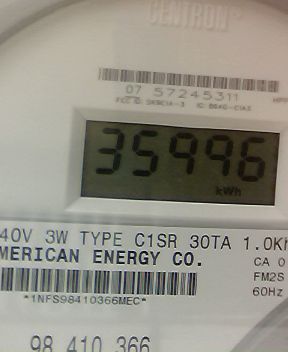 CENTRON®
07 57245311
35996
kWh
40V 3W TYPE C1SR 30TA 1.0Kh
MERICAN ENERGY CO.
CA 0
FM2S
60Hz
*1NFS98410366MEC*
98 410 366